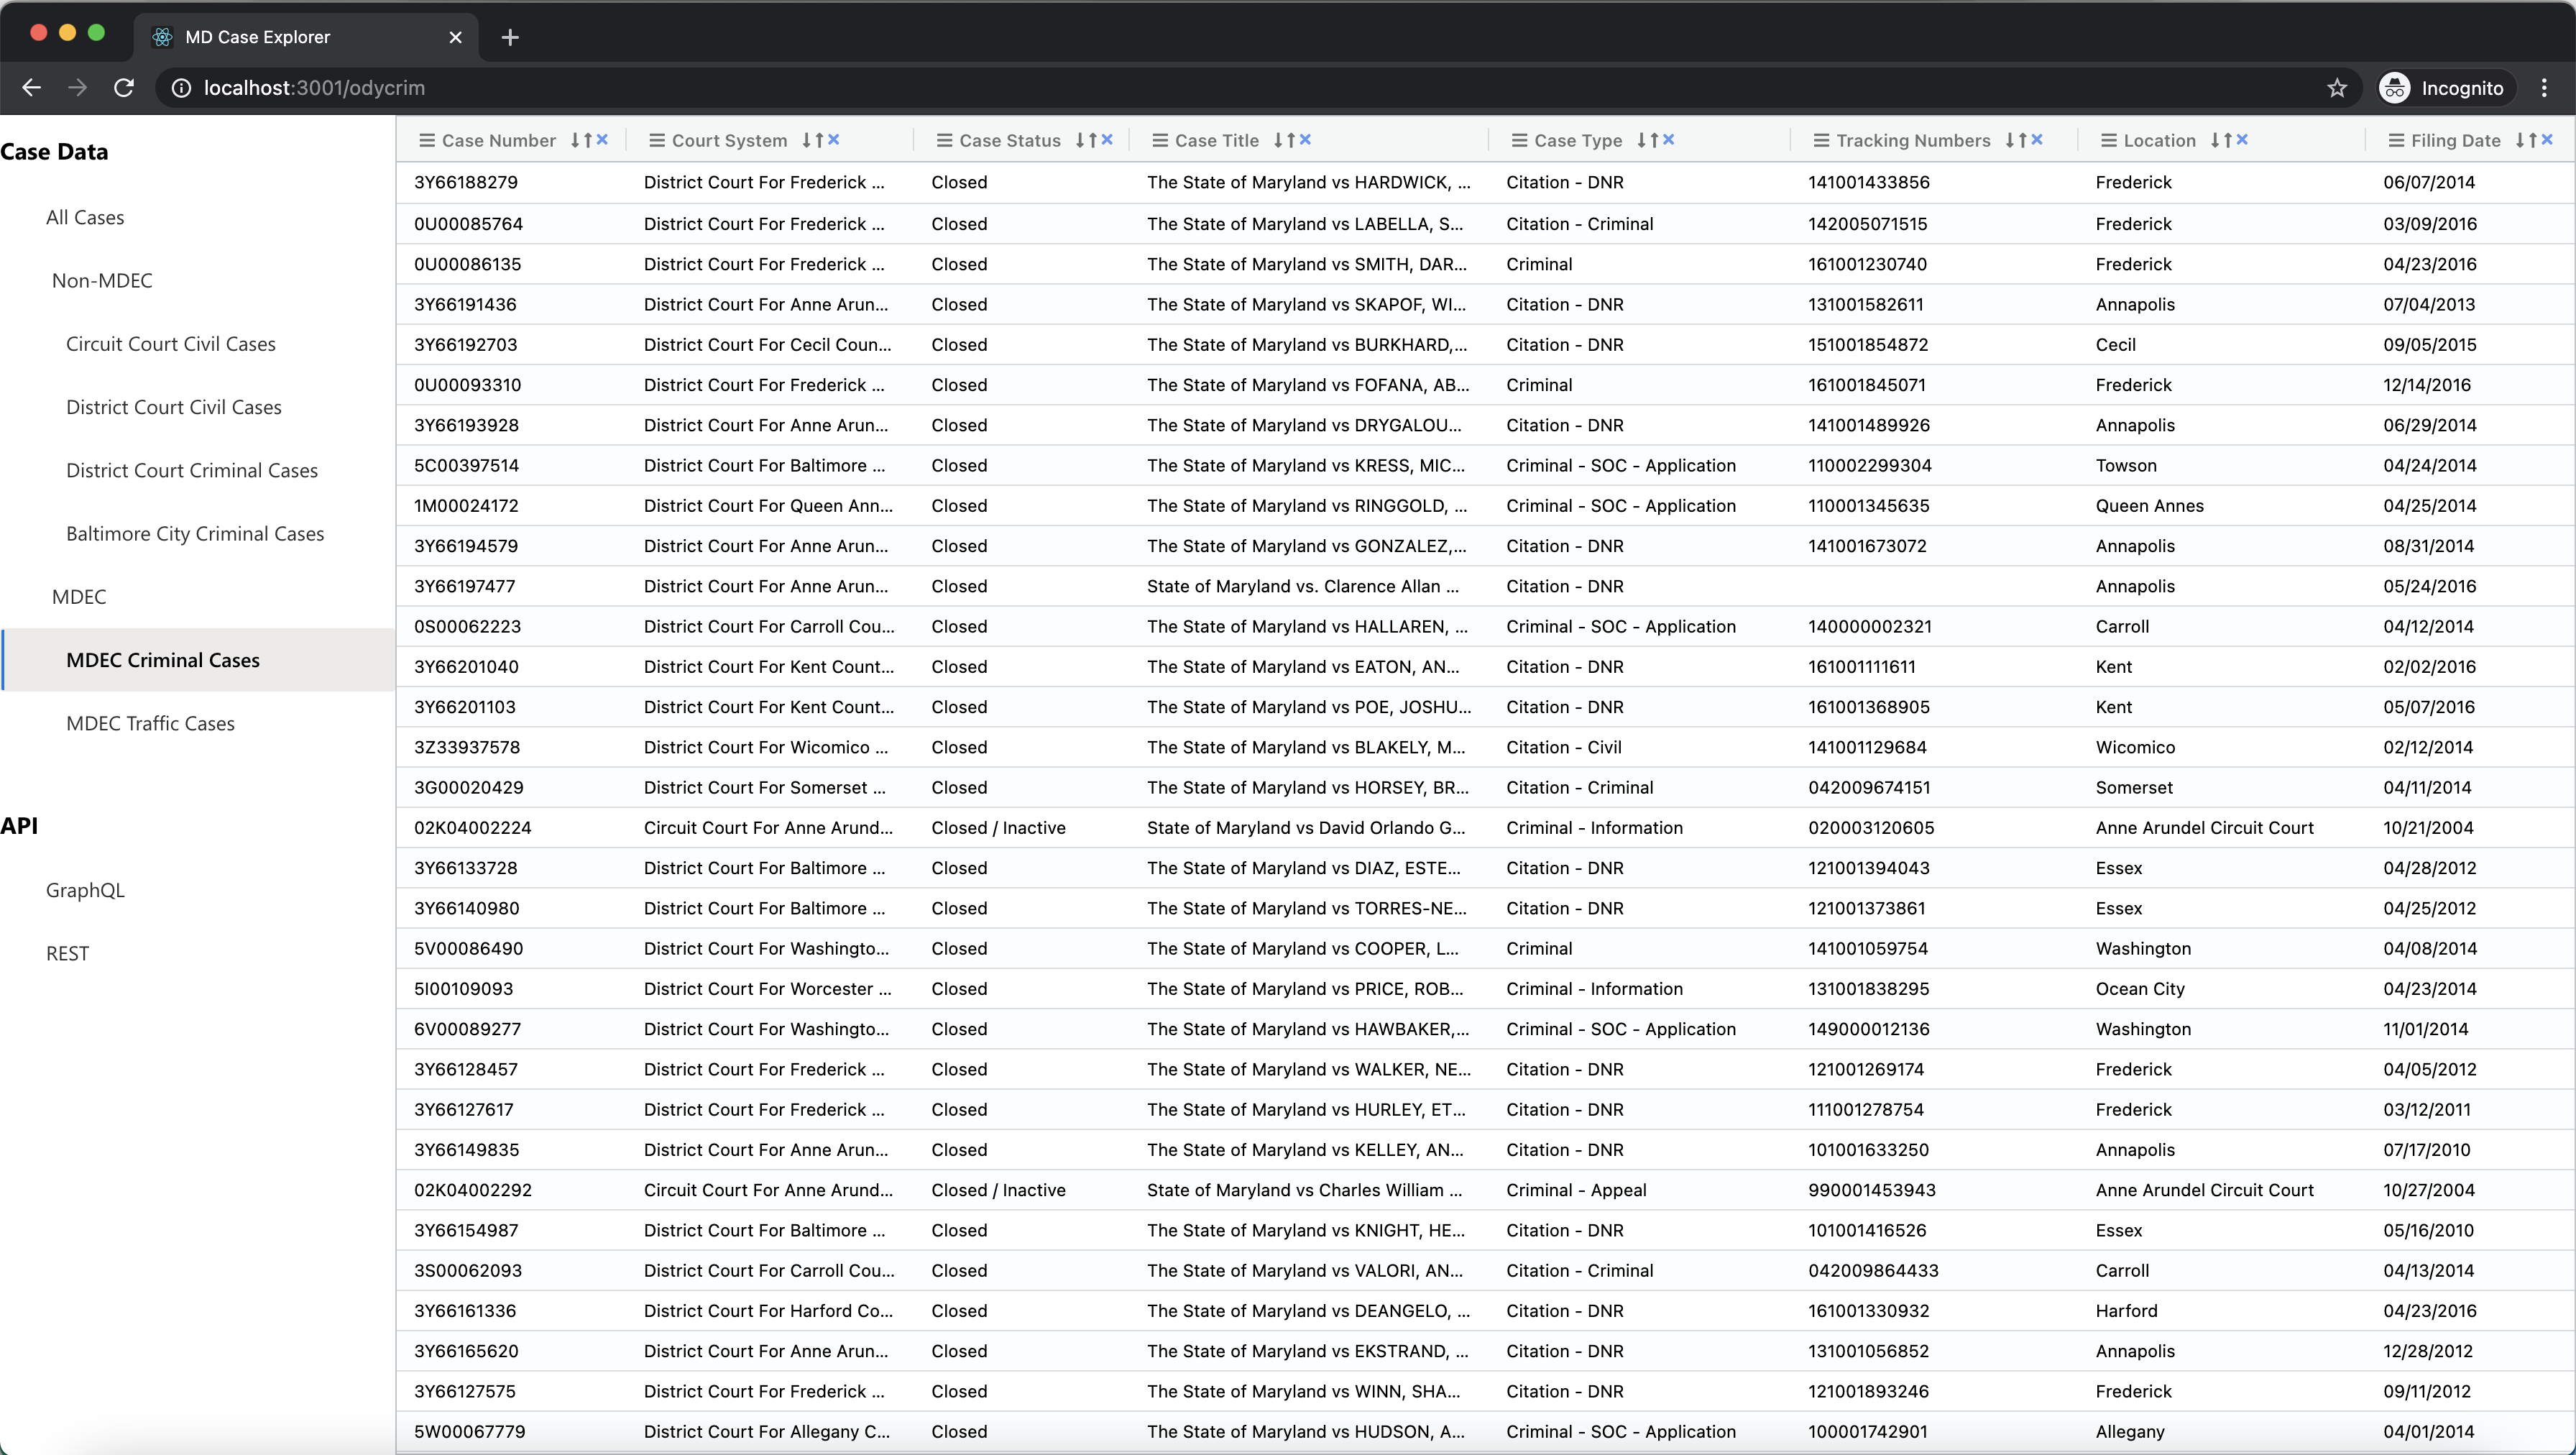 MD Case Explorer
localhost:3001/odycrim
Incognito
Case Data
All Cases
Non-MDEC
Circuit Court Civil Cases
District Court Civil Cases
District Court Criminal Cases
Baltimore City Criminal Cases
MDEC
MDEC Criminal Cases
MDEC Traffic Cases
API
GraphQL
REST
Case Number Court System Case Status Case Title Case Type Tracking Numbers Location Filing Date
3Y66188279 District Court For Frederick ... Closed The State of Maryland vs HARDWICK, ... Citation - DNR 141001433856 Frederick 06/07/2014
0U00085764 District Court For Frederick ... Closed The State of Maryland vs LABELLA, S... Citation - Criminal 142005071515 Frederick 03/09/2016
0U00086135 District Court For Frederick ... Closed The State of Maryland vs SMITH, DAR... Criminal 161001230740 Frederick 04/23/2016
3Y66191436 District Court For Anne Arun... Closed The State of Maryland vs SKAPOF, WI... Citation - DNR 131001582611 Annapolis 07/04/2013
3Y66192703 District Court For Cecil Coun... Closed The State of Maryland vs BURKHARD,... Citation - DNR 151001854872 Cecil 09/05/2015
0U00093310 District Court For Frederick ... Closed The State of Maryland vs FOFANA, AB... Criminal 161001845071 Frederick 12/14/2016
3Y66193928 District Court For Anne Arun... Closed The State of Maryland vs DRYGALOU... Citation - DNR 141001489926 Annapolis 06/29/2014
5C00397514 District Court For Baltimore ... Closed The State of Maryland vs KRESS, MIC... Criminal - SOC - Application 110002299304 Towson 04/24/2014
1M00024172 District Court For Queen Ann... Closed The State of Maryland vs RINGGOLD, ... Criminal - SOC - Application 110001345635 Queen Annes 04/25/2014
3Y66194579 District Court For Anne Arun... Closed The State of Maryland vs GONZALEZ,... Citation - DNR 141001673072 Annapolis 08/31/2014
3Y66197477 District Court For Anne Arun... Closed State of Maryland vs. Clarence Allan ... Citation - DNR Annapolis 05/24/2016
0S00062223 District Court For Carroll Cou... Closed The State of Maryland vs HALLAREN, ... Criminal - SOC - Application 140000002321 Carroll 04/12/2014
3Y66201040 District Court For Kent Count... Closed The State of Maryland vs EATON, AN... Citation - DNR 161001111611 Kent 02/02/2016
3Y66201103 District Court For Kent Count... Closed The State of Maryland vs POE, JOSHU... Citation - DNR 161001368905 Kent 05/07/2016
3Z33937578 District Court For Wicomico ... Closed The State of Maryland vs BLAKELY, M... Citation - Civil 141001129684 Wicomico 02/12/2014
3G00020429 District Court For Somerset ... Closed The State of Maryland vs HORSEY, BR... Citation - Criminal 042009674151 Somerset 04/11/2014
02K04002224 Circuit Court For Anne Arund... Closed / Inactive State of Maryland vs David Orlando G... Criminal - Information 020003120605 Anne Arundel Circuit Court 10/21/2004
3Y66133728 District Court For Baltimore ... Closed The State of Maryland vs DIAZ, ESTE... Citation - DNR 121001394043 Essex 04/28/2012
3Y66140980 District Court For Baltimore ... Closed The State of Maryland vs TORRES-NE... Citation - DNR 121001373861 Essex 04/25/2012
5V00086490 District Court For Washingto... Closed The State of Maryland vs COOPER, L... Criminal 141001059754 Washington 04/08/2014
5I00109093 District Court For Worcester ... Closed The State of Maryland vs PRICE, ROB... Criminal - Information 131001838295 Ocean City 04/23/2014
6V00089277 District Court For Washingto... Closed The State of Maryland vs HAWBAKER,... Criminal - SOC - Application 149000012136 Washington 11/01/2014
3Y66128457 District Court For Frederick ... Closed The State of Maryland vs WALKER, NE... Citation - DNR 121001269174 Frederick 04/05/2012
3Y66127617 District Court For Frederick ... Closed The State of Maryland vs HURLEY, ET... Citation - DNR 111001278754 Frederick 03/12/2011
3Y66149835 District Court For Anne Arun... Closed The State of Maryland vs KELLEY, AN... Citation - DNR 101001633250 Annapolis 07/17/2010
02K04002292 Circuit Court For Anne Arund... Closed / Inactive State of Maryland vs Charles William ... Criminal - Appeal 990001453943 Anne Arundel Circuit Court 10/27/2004
3Y66154987 District Court For Baltimore ... Closed The State of Maryland vs KNIGHT, HE... Citation - DNR 101001416526 Essex 05/16/2010
3S00062093 District Court For Carroll Cou... Closed The State of Maryland vs VALORI, AN... Citation - Criminal 042009864433 Carroll 04/13/2014
3Y66161336 District Court For Harford Co... Closed The State of Maryland vs DEANGELO, ... Citation - DNR 161001330932 Harford 04/23/2016
3Y66165620 District Court For Anne Arun... Closed The State of Maryland vs EKSTRAND, ... Citation - DNR 131001056852 Annapolis 12/28/2012
3Y66127575 District Court For Frederick ... Closed The State of Maryland vs WINN, SHA... Citation - DNR 121001893246 Frederick 09/11/2012
5W00067779 District Court For Allegany C... Closed The State of Maryland vs HUDSON, A... Criminal - SOC - Application 100001742901 Allegany 04/01/2014